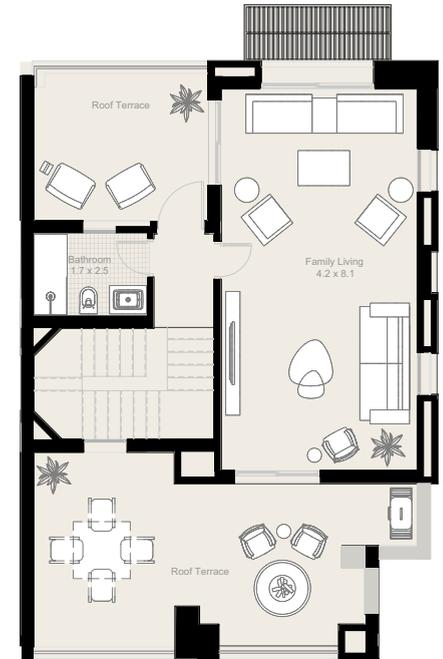 Roof Terrace
Bathroom
1.7 x 2.5
Family Living
4.2 x 8.1
Roof Terrace